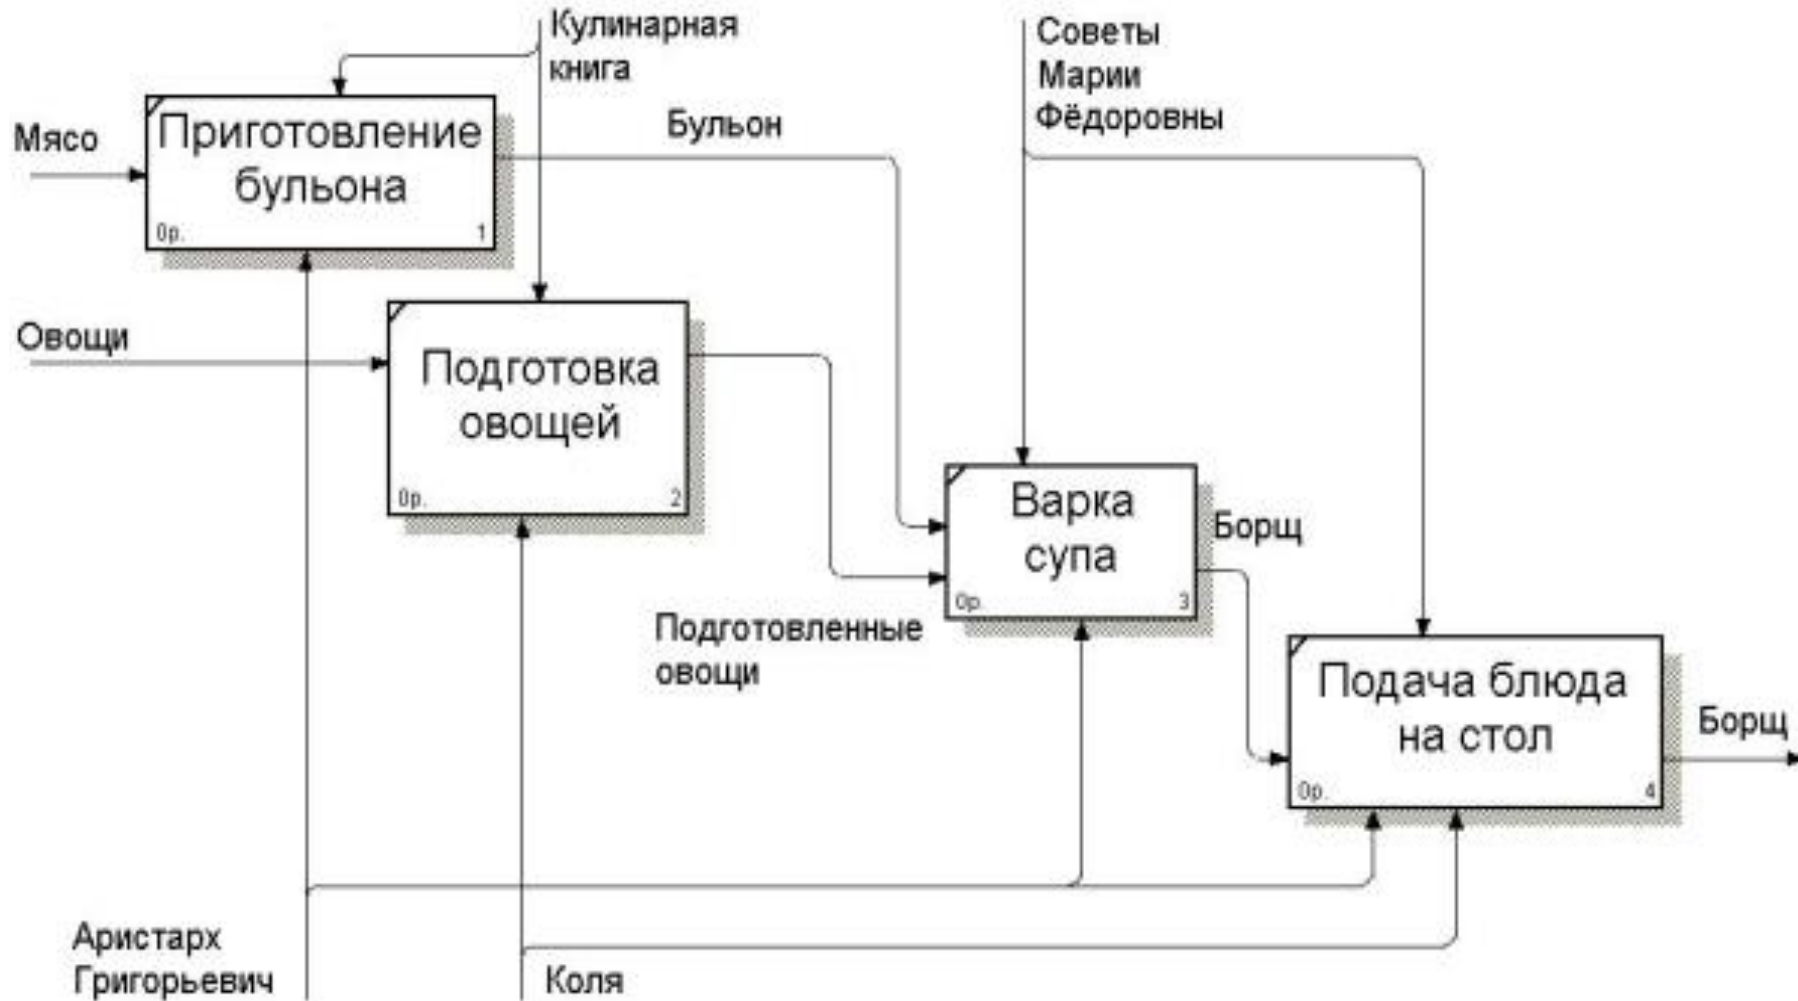 Кулинарная
книга
Советы
Марии
Фёдоровны
Мясо
Приготовление
бульона
0р. 1
Бульон
Овощи
Подготовка
овощей
0р. 2
Варка
супа
0р. 3
Борщ
Подготовленные
овощи
Подача блюда
на стол
0р. 4
Борщ
Аристарх
Григорьевич
Коля